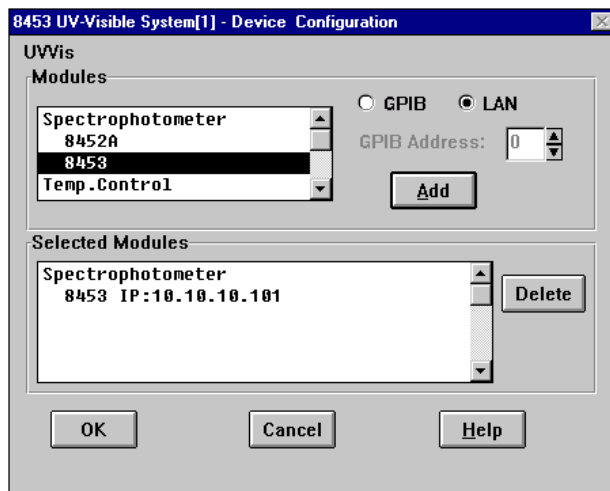 8453 UV-Visible System[1] - Device Configuration
UVVis
Modules
Spectrophotometer
8452A
8453
Temp.Control
GPIB LAN
GPIB Address: 0
Add
Selected Modules
Spectrophotometer
8453 IP:10.10.10.101
Delete
OK Cancel Help